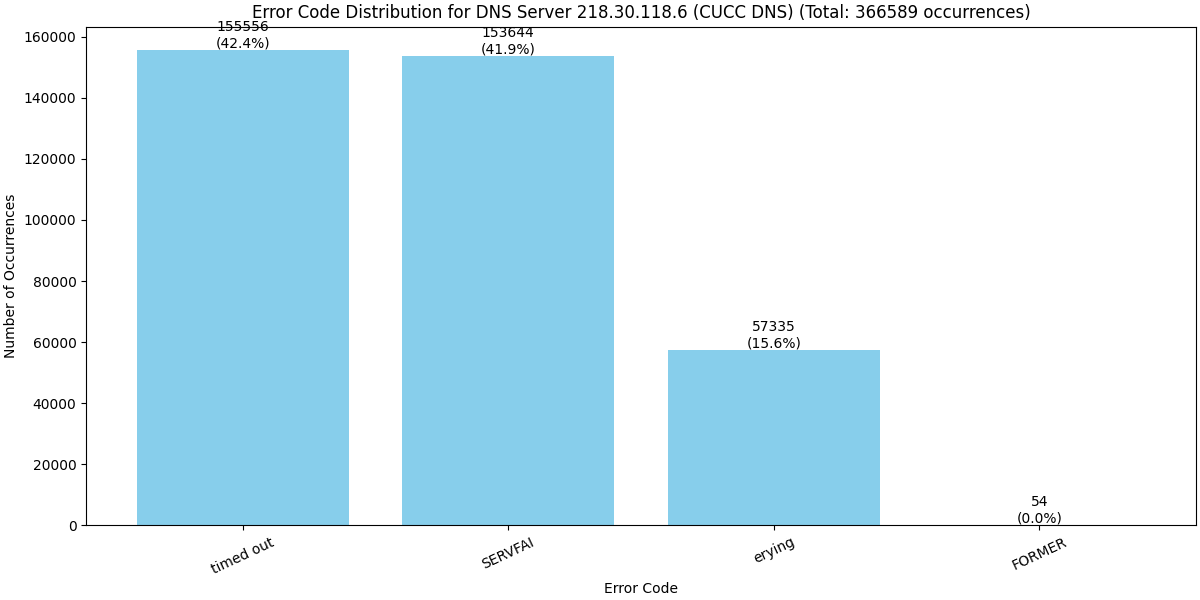 Error Code Distribution for DNS Server 218.30.118.6 (CUCC DNS) (Total: 366589 occurrences)
155556
(42.4%)
153644
(41.9%)
57335
(15.6%)
54
(0.0%)
160000
140000
120000
100000
80000
60000
40000
20000
0
Number of Occurrences
timed out
SERVFAI
erying
FORMER
Error Code